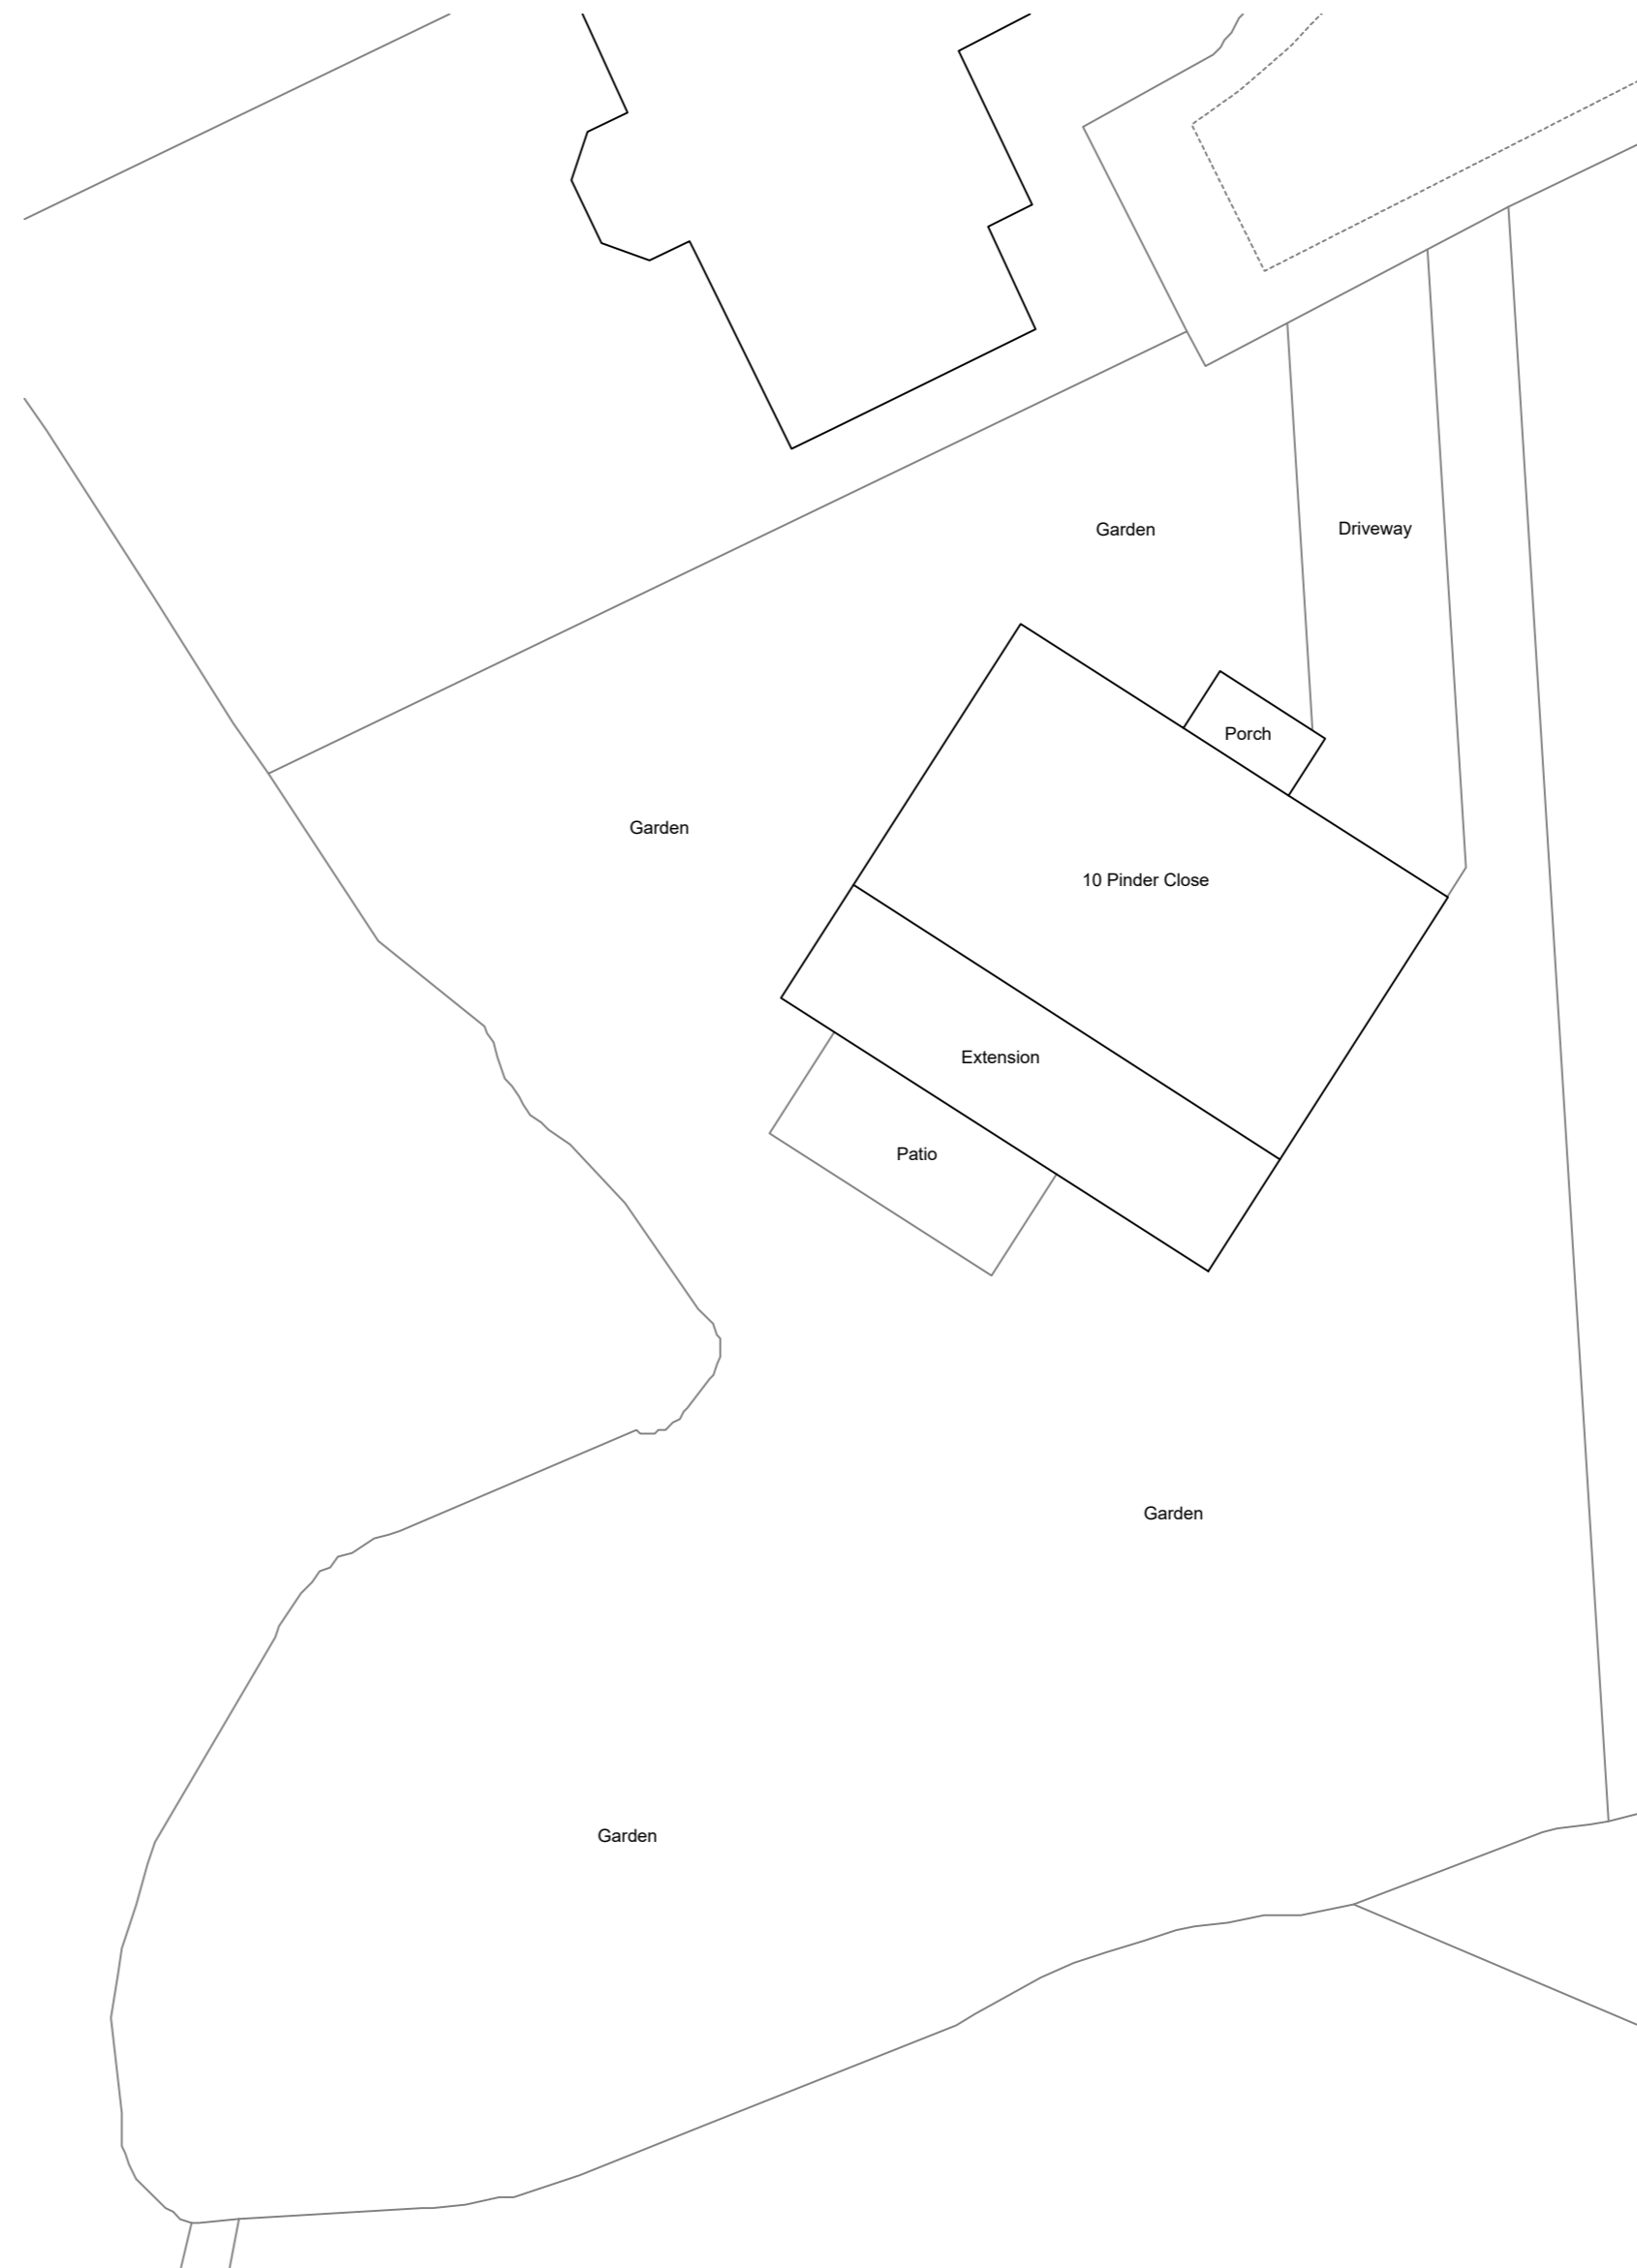 Garden
Driveway
Porch
Garden
10 Pinder Close
Extension
Patio
Garden
Garden